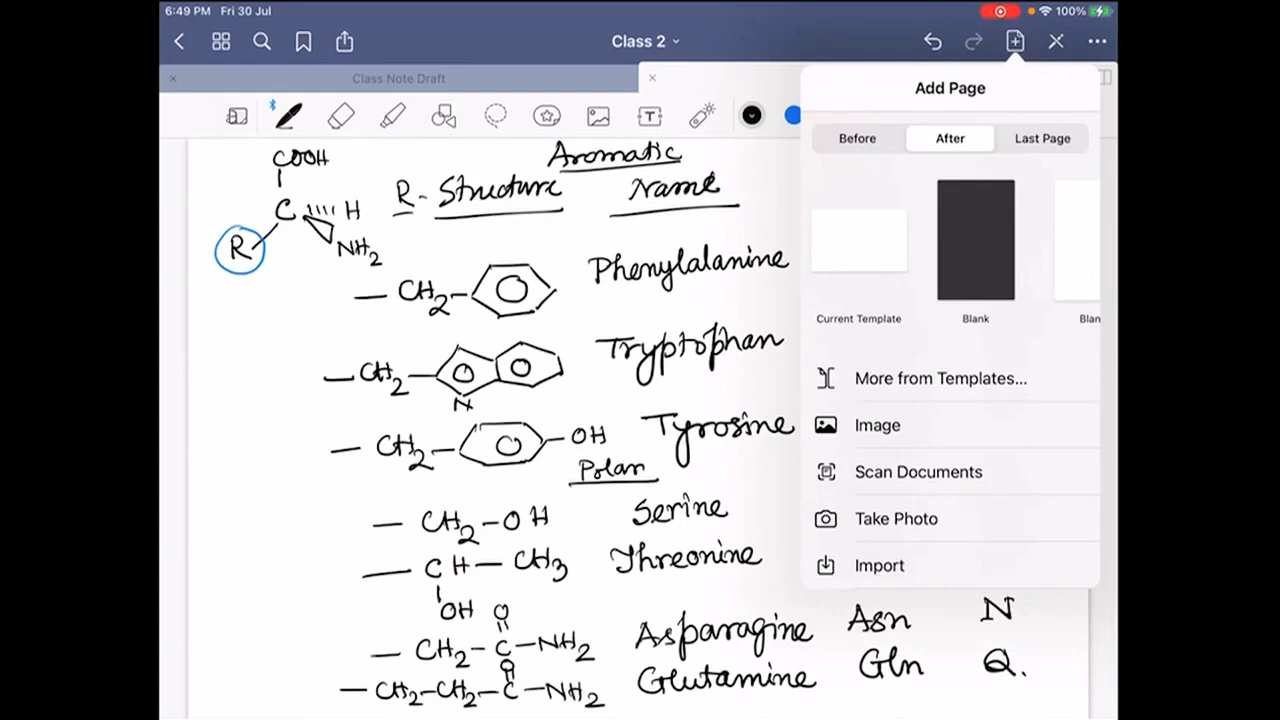 6:49 PM Fri 30 Jul
100%
Class 2
Class Note Draft
Add Page
Before After Last Page
Current Template
Blank
Blan
More from Templates...
Image
Scan Documents
Take Photo
Import
COOH
C H
R
NH2
Aromatic
R- Structure Name
— CH2— Phenylalanine
— CH2— Tryptophan
N
— CH2— —OH Tyrosine
Polar
— CH2—OH Serine
— CH—CH3 Threonine
OH
O
— CH2—C—NH2 Asparagine Asn N
O
— CH2—CH2—C—NH2 Glutamine Gln Q.